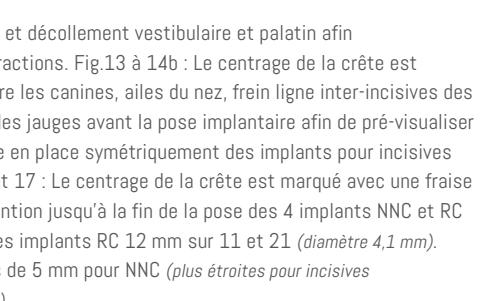 et décollement vestibulaire et palatin afin
ractions. Fig.13 à 14b : Le centrage de la crête est
re les canines, ailes du nez, frein ligne inter-incisives des
les jauges avant la pose implantaire afin de pré-visualiser
e en place symétriquement des implants pour incisives
et 17 : Le centrage de la crête est marqué avec une fraise
ention jusqu'à la fin de la pose des 4 implants NNC et RC
es implants RC 12 mm sur 11 et 21 (diamètre 4,1 mm).
s de 5 mm pour NNC (plus étroites pour incisives